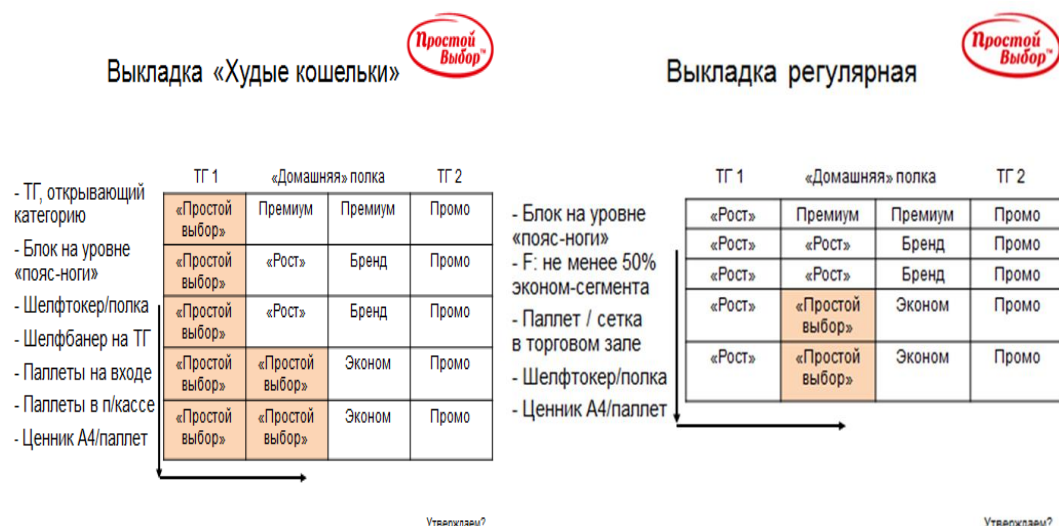 Простой
Выбор™
Выкладка «Худые кошельки»
ТГ 1 «Домашняя» полка ТГ 2
- ТГ, открывающий
категорию
- Блок на уровне
«пояс-ноги»
- Шелфтокер/полка
- Шелфбанер на ТГ
- Паллеты на входе
- Паллеты в п/кассе
- Ценник А4/паллет
«Простой
выбор» Премиум Премиум Промо
«Простой
выбор» «Рост» Бренд Промо
«Простой
выбор» «Рост» Бренд Промо
«Простой
выбор» «Простой
выбор» Эконом Промо
«Простой
выбор» «Простой
выбор» Эконом Промо
Утверждаем?
Простой
Выбор™
Выкладка регулярная
ТГ 1 «Домашняя» полка ТГ 2
- Блок на уровне
«пояс-ноги»
- F: не менее 50%
эконом-сегмента
- Паллет / сетка
в торговом зале
- Шелфтокер/полка
- Ценник А4/паллет
«Рост» Премиум Премиум Промо
«Рост» «Рост» Бренд Промо
«Рост» «Рост» Бренд Промо
«Рост» «Простой
выбор» Эконом Промо
«Рост» «Простой
выбор» Эконом Промо
Утверждаем?